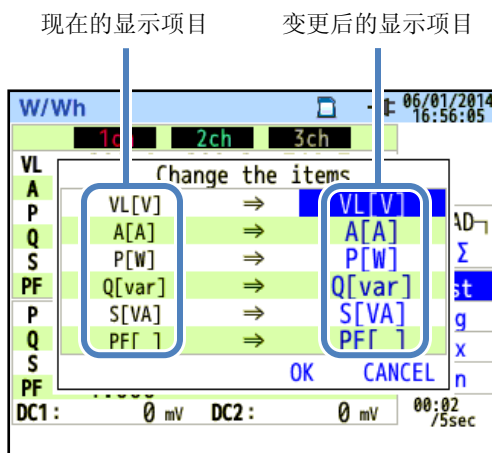 现在的显示项目 变更后的显示项目
W/Wh 06/01/2014
16:56:05
1ch 2ch 3ch
VL
A
P
Q
S
PF
P
Q
S
PF
Change the items
VL[V] ⇒ VL[V]
A[A] ⇒ A[A]
P[W] ⇒ P[W]
Q[var] ⇒ Q[var]
S[VA] ⇒ S[VA]
PF[ ] ⇒ PF[ ]
OK CANCEL
Σ
DC1: 0 mV DC2: 0 mV 00:02
/5sec